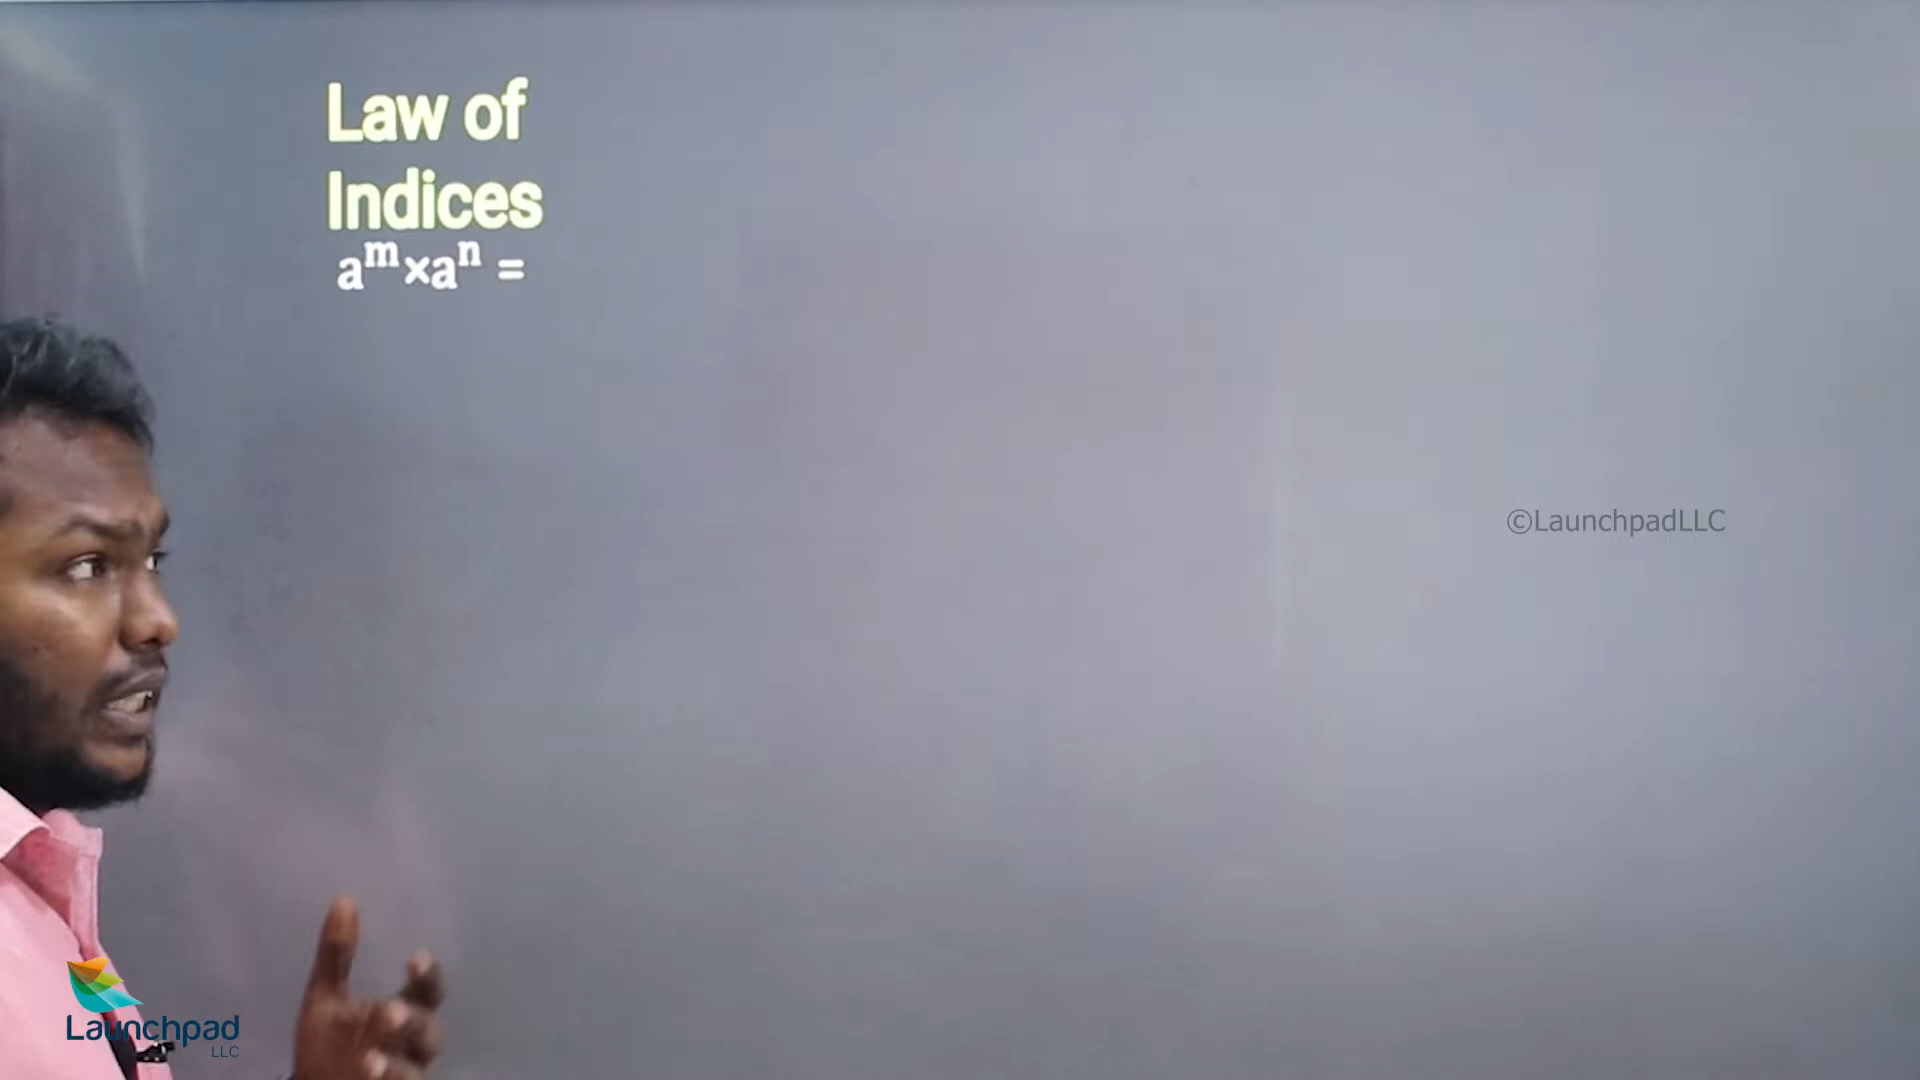 Law of
Indices
a^m×a^n =
©LaunchpadLLC
Launchpad
LLC